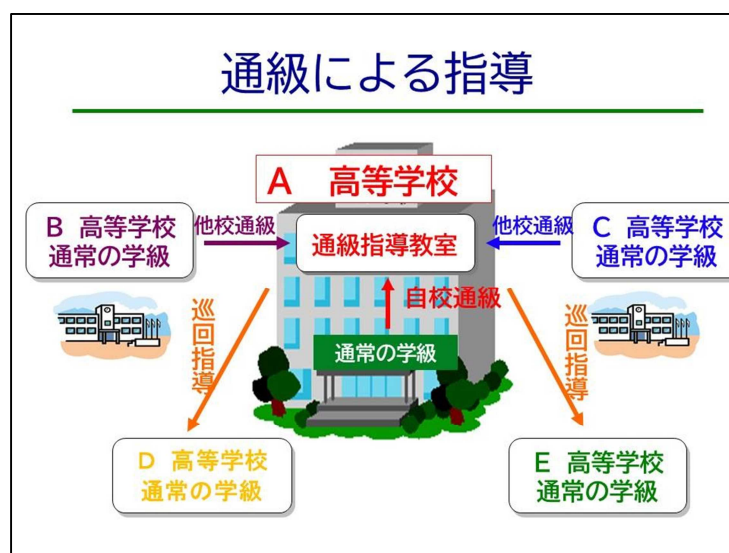 通級による指導
A 高等学校
B 高等学校
通常の学級
他校通級
通級指導教室
他校通級
C 高等学校
通常の学級
自校通級
巡回指導
巡回指導
通常の学級
D 高等学校
通常の学級
E 高等学校
通常の学級